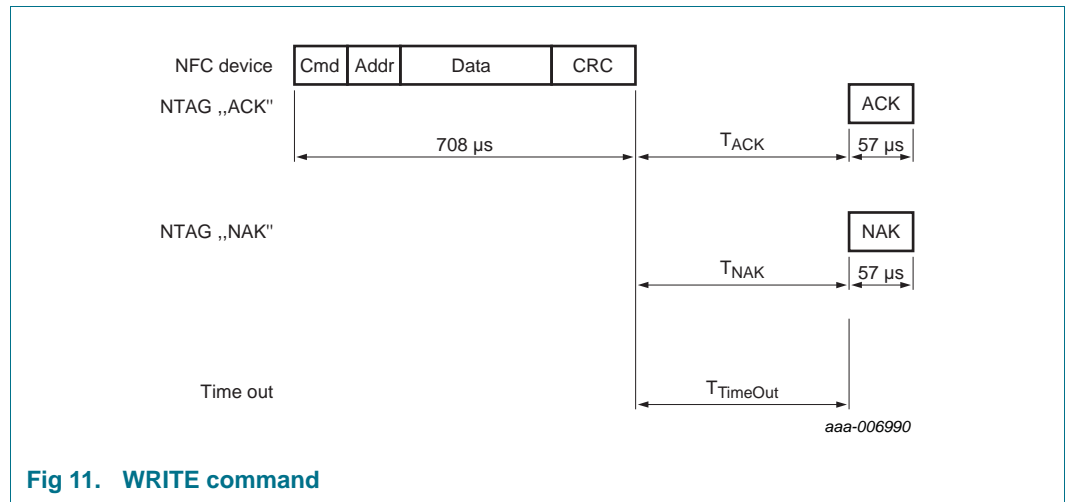 NFC device Cmd Addr Data CRC
NTAG ,,ACK" ACK
708 µs TACK 57 µs
NTAG ,,NAK" NAK
TNAK 57 µs
Time out TTimeOut
aaa-006990
Fig 11. WRITE command